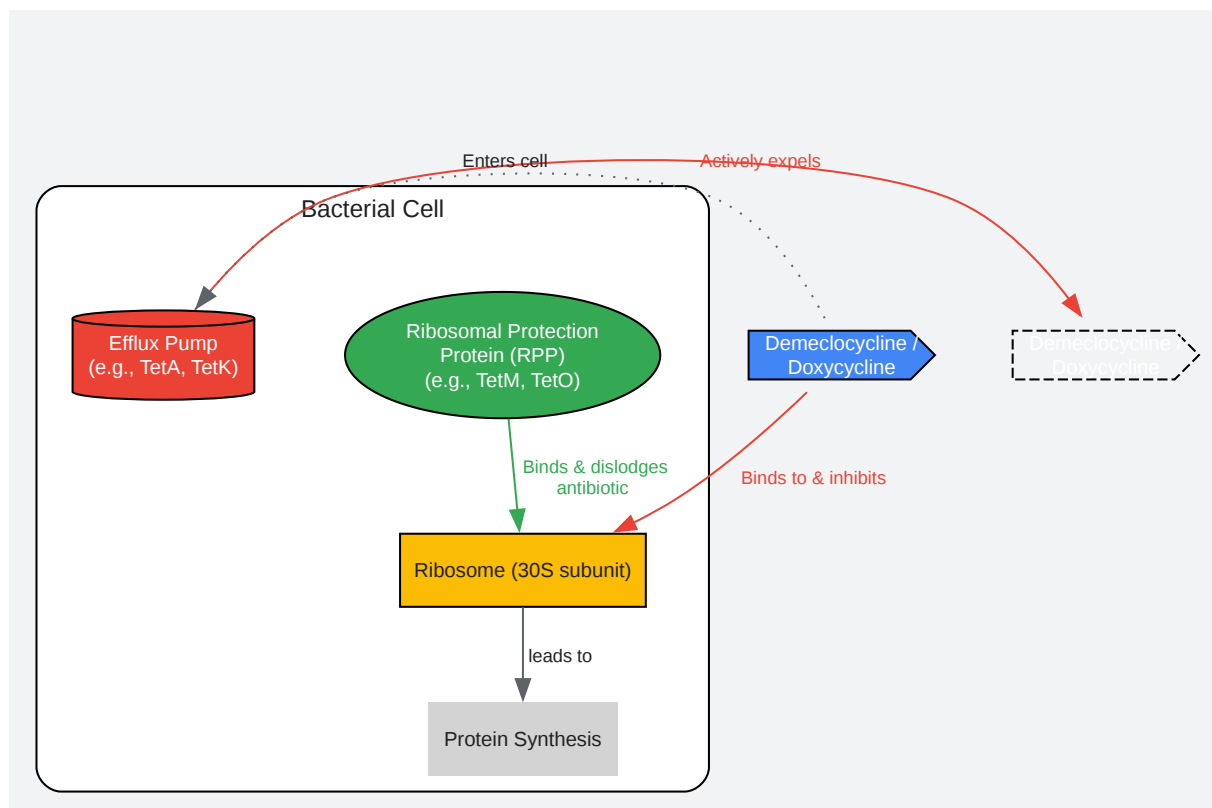 Enters cell
Actively expels
Bacterial Cell
Efflux Pump
(e.g., TetA, TetK)
Ribosomal Protection
Protein (RPP)
(e.g., TetM, TetO)
Demeclocycline /
Doxycycline
Demeclocycline /
Doxycycline
Binds & dislodges
antibiotic
Binds to & inhibits
Ribosome (30S subunit)
leads to
Protein Synthesis